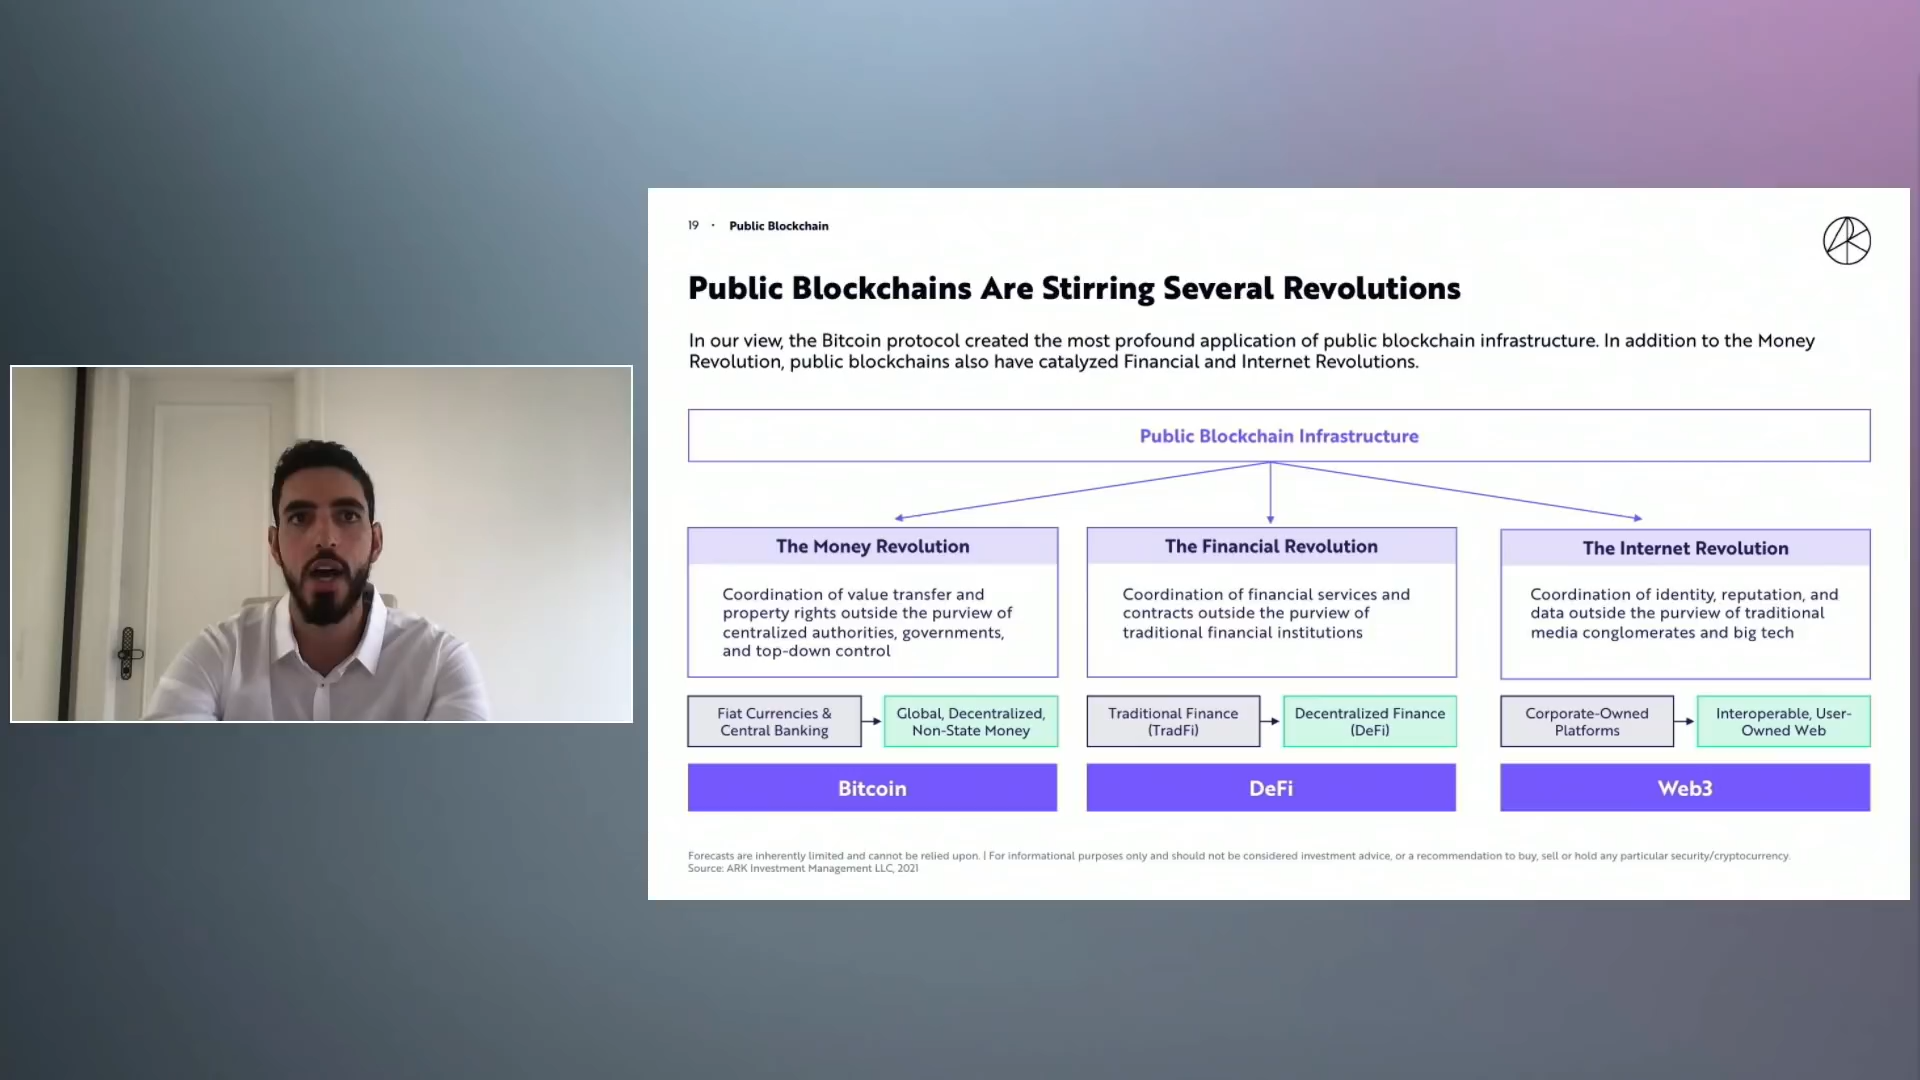 19 · Public Blockchain
Public Blockchains Are Stirring Several Revolutions
In our view, the Bitcoin protocol created the most profound application of public blockchain infrastructure. In addition to the Money
Revolution, public blockchains also have catalyzed Financial and Internet Revolutions.
Public Blockchain Infrastructure
The Money Revolution
Coordination of value transfer and
property rights outside the purview of
centralized authorities, governments,
and top-down control
Fiat Currencies &
Central Banking
Global, Decentralized,
Non-State Money
Bitcoin
The Financial Revolution
Coordination of financial services and
contracts outside the purview of
traditional financial institutions
Traditional Finance
(TradFi)
Decentralized Finance
(DeFi)
DeFi
The Internet Revolution
Coordination of identity, reputation, and
data outside the purview of traditional
media conglomerates and big tech
Corporate-Owned
Platforms
Interoperable, User-
Owned Web
Web3
Forecasts are inherently limited and cannot be relied upon. | For informational purposes only and should not be considered investment advice, or a recommendation to buy, sell or hold any particular security/cryptocurrency.
Source: ARK Investment Management LLC, 2021